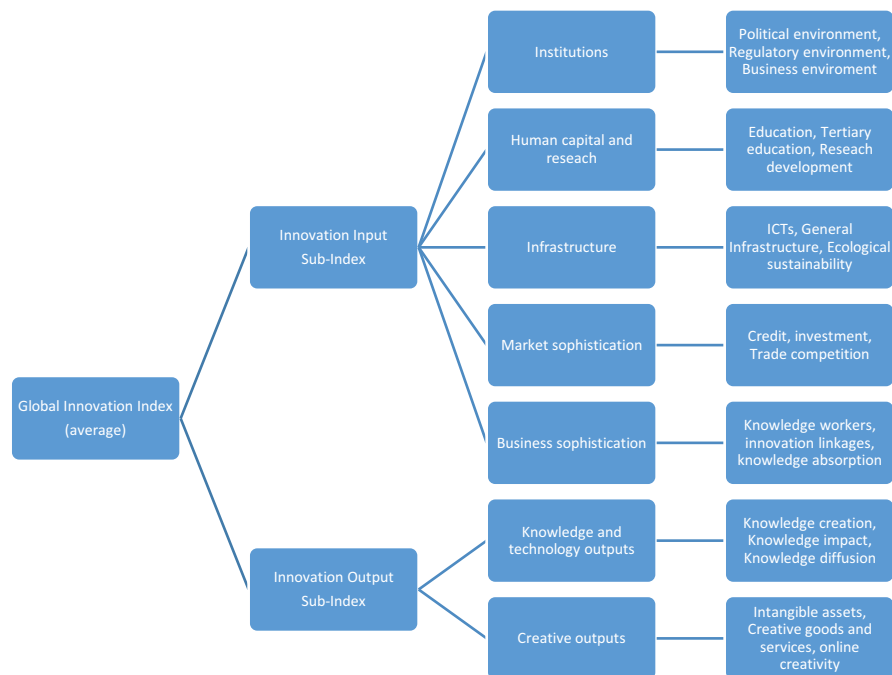 Global Innovation Index
(average)
Innovation Input
Sub-Index
Institutions
Political environment,
Regulatory environment,
Business enviroment
Human capital and
reseach
Education, Tertiary
education, Reseach
development
Infrastructure
ICTs, General
Infrastructure, Ecological
sustainability
Market sophistication
Credit, investment,
Trade competition
Business sophistication
Knowledge workers,
innovation linkages,
knowledge absorption
Innovation Output
Sub-Index
Knowledge and
technology outputs
Knowledge creation,
Knowledge impact,
Knowledge diffusion
Creative outputs
Intangible assets,
Creative goods and
services, online
creativity